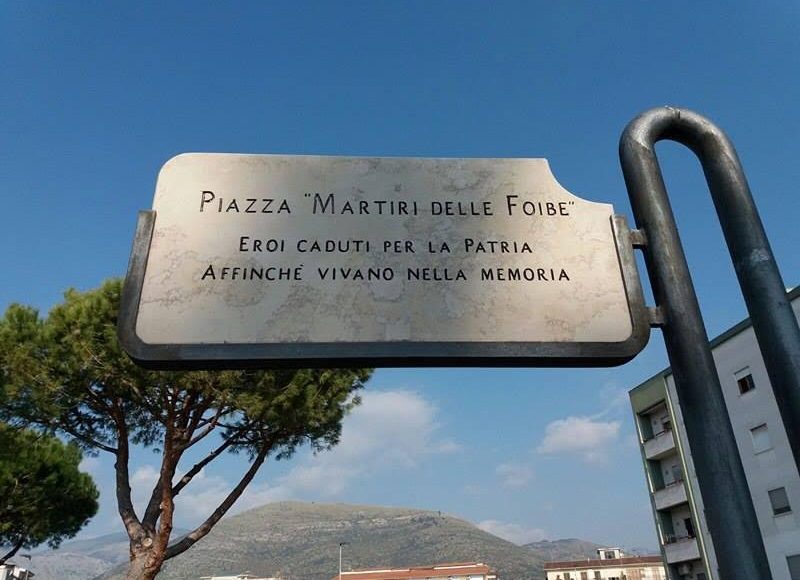 PIAZZA "MARTIRI DELLE FOIBE"
EROI CADUTI PER LA PATRIA
AFFINCHÉ VIVANO NELLA MEMORIA